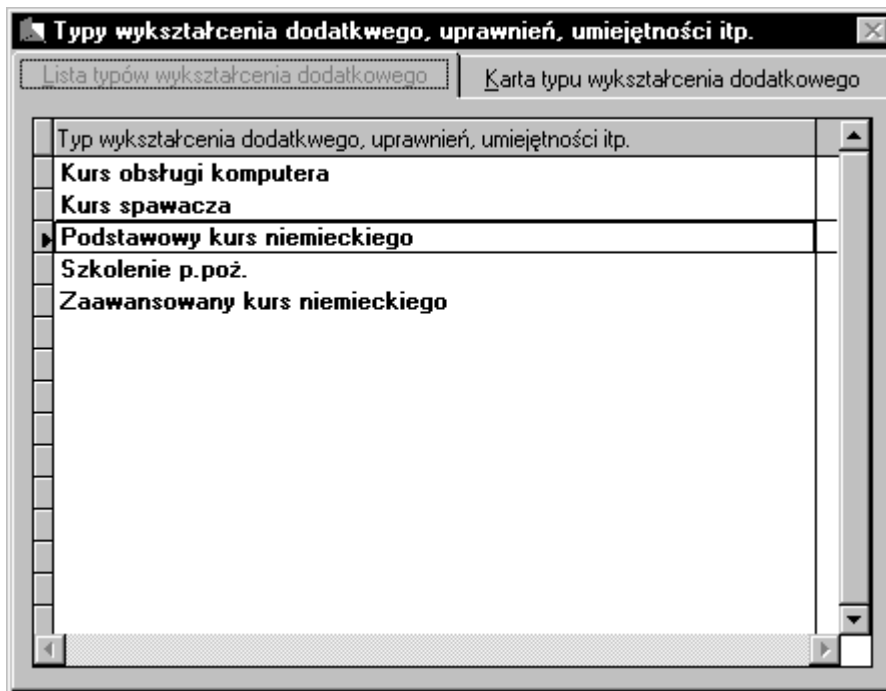 Typy wykształcenia dodatkwego, uprawnień, umiejętności itp.
Lista typów wykształcenia dodatkowego
Karta typu wykształcenia dodatkowego
Typ wykształcenia dodatkwego, uprawnień, umiejętności itp.
Kurs obsługi komputera
Kurs spawacza
Podstawowy kurs niemieckiego
Szkolenie p.poż.
Zaawansowany kurs niemieckiego